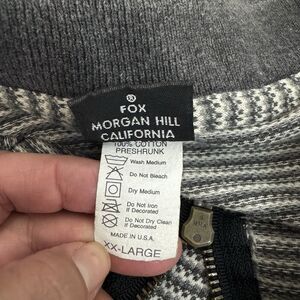 ®
FOX
MORGAN HILL
CALIFORNIA
100% COTTON
PRESHRUNK
Wash Medium
Do Not Bleach
Dry Medium
Do Not Iron
If Decorated
Do Not Dry Clean
If Decorated
MADE IN U.S.A.
XX-LARGE